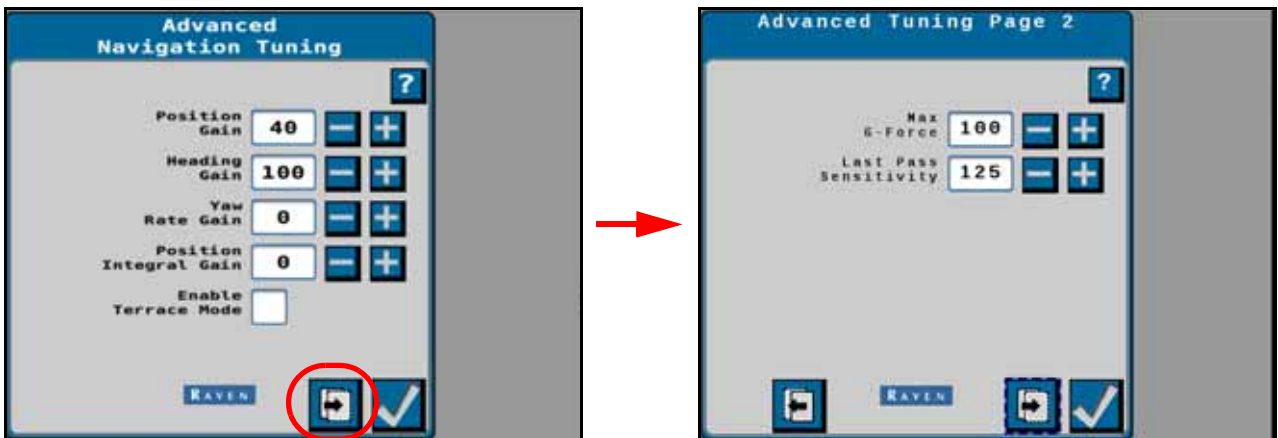 Advanced
Navigation Tuning
?
Position
Gain
40
Heading
Gain
100
Yaw
Rate Gain
0
Position
Integral Gain
0
Enable
Terrace Mode
RAVEN
Advanced Tuning Page 2
?
Max
G-Force
100
Last Pass
Sensitivity
125
RAVEN